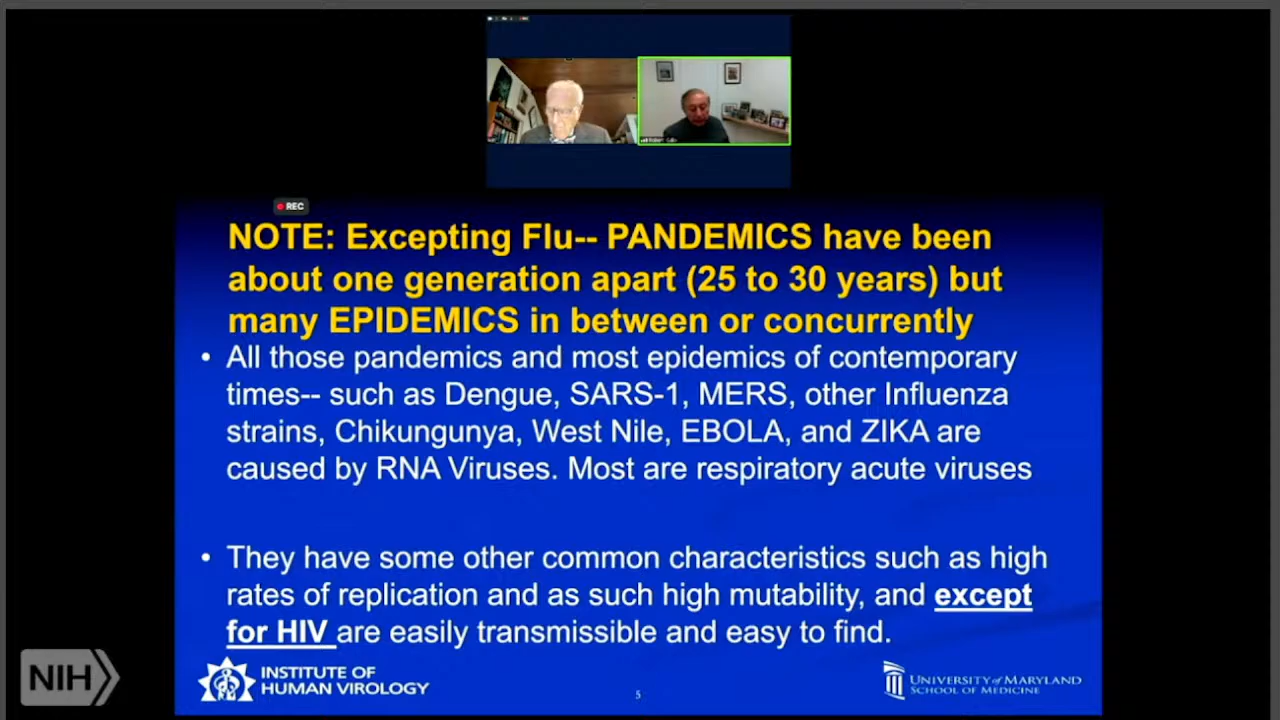 REC
NOTE: Excepting Flu-- PANDEMICS have been
about one generation apart (25 to 30 years) but
many EPIDEMICS in between or concurrently
• All those pandemics and most epidemics of contemporary
times-- such as Dengue, SARS-1, MERS, other Influenza
strains, Chikungunya, West Nile, EBOLA, and ZIKA are
caused by RNA Viruses. Most are respiratory acute viruses
• They have some other common characteristics such as high
rates of replication and as such high mutability, and except
for HIV are easily transmissible and easy to find.
NIH
INSTITUTE OF
HUMAN VIROLOGY
5
UNIVERSITY of MARYLAND
SCHOOL OF MEDICINE